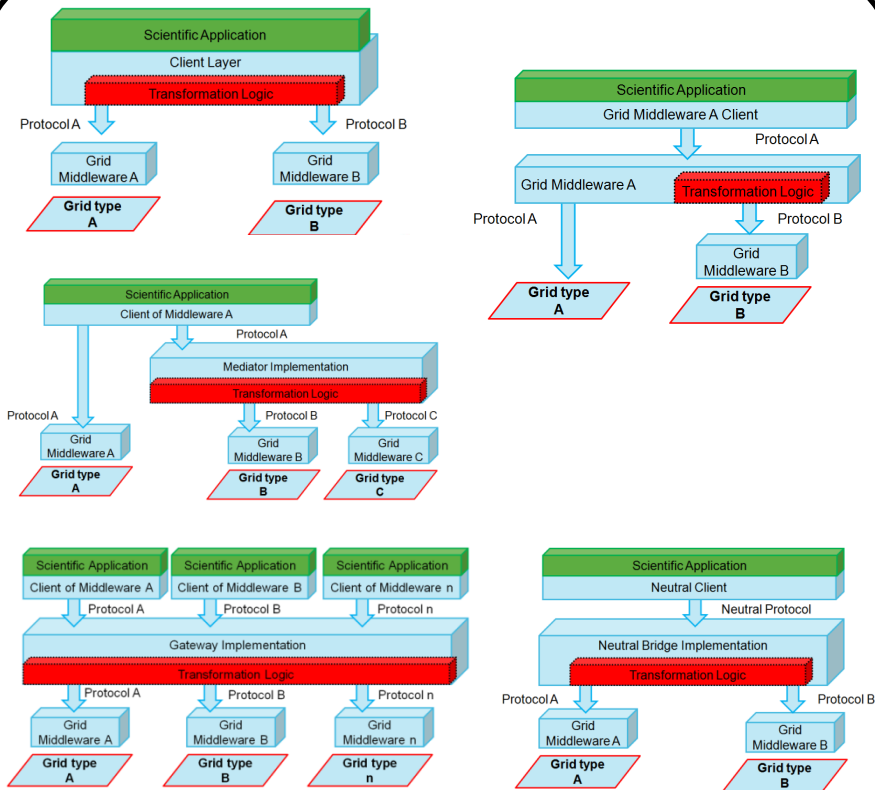 Scientific Application
Client Layer
Transformation Logic
Protocol A
Protocol B
Grid
Middleware A
Grid
Middleware B
Grid type
A
Grid type
B
Scientific Application
Grid Middleware A Client
Protocol A
Grid Middleware A
Transformation Logic
Protocol A
Protocol B
Grid
Middleware B
Grid type
A
Grid type
B
Scientific Application
Client of Middleware A
Protocol A
Mediator Implementation
Transformation Logic
Protocol A
Protocol B
Protocol C
Grid
Middleware A
Grid
Middleware B
Grid
Middleware C
Grid type
A
Grid type
B
Grid type
C
Scientific Application
Scientific Application
Scientific Application
Client of Middleware A
Client of Middleware B
Client of Middleware n
Protocol A
Protocol B
Protocol n
Gateway Implementation
Transformation Logic
Protocol A
Protocol B
Protocol n
Grid
Middleware A
Grid
Middleware B
Grid
Middleware n
Grid type
A
Grid type
B
Grid type
n
Scientific Application
Neutral Client
Neutral Protocol
Neutral Bridge Implementation
Transformation Logic
Protocol A
Protocol B
Grid
Middleware A
Grid
Middleware B
Grid type
A
Grid type
B